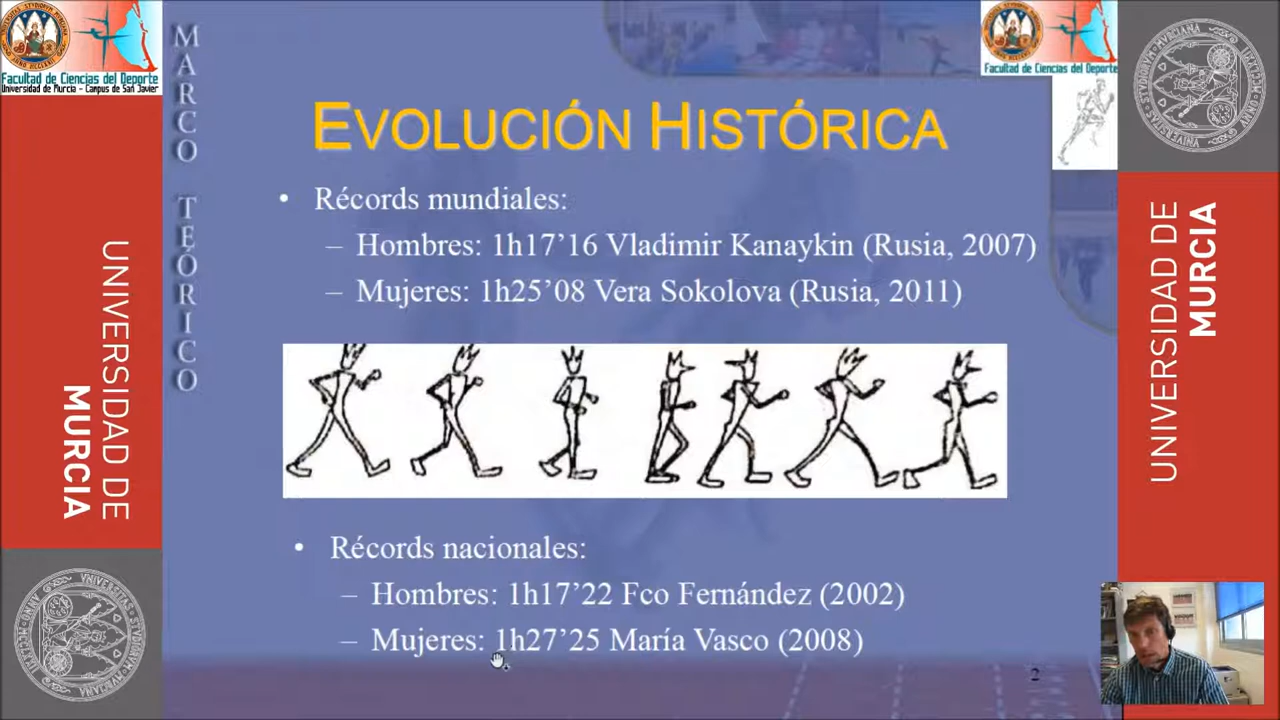 Facultad de Ciencias del Deporte
Universidad de Murcia - Campus de San Javier
MARCO TEÓRICO
Facultad de Ciencias del Deporte
EVOLUCIÓN HISTÓRICA
• Récords mundiales:
– Hombres: 1h17’16 Vladimir Kanaykin (Rusia, 2007)
– Mujeres: 1h25’08 Vera Sokolova (Rusia, 2011)
• Récords nacionales:
– Hombres: 1h17’22 Fco Fernández (2002)
– Mujeres: 1h27’25 María Vasco (2008)
2
UNIVERSIDAD DE
MURCIA
UNIVERSIDAD DE
MURCIA